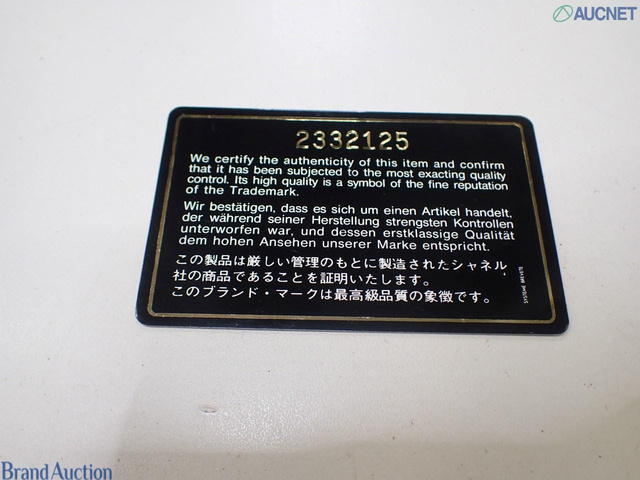 AUCNET
2332125
We certify the authenticity of this item and confirm
that it has been subjected to the most exacting quality
control. Its high quality is a symbol of the fine reputation
of the Trademark.
Wir bestätigen, dass es sich um einen Artikel handelt,
der während seiner Herstellung strengsten Kontrollen
unterworfen war, und dessen erstklassige Qualität
dem hohen Ansehen unserer Marke entspricht.
この製品は厳しい管理のもとに製造されたシャネル
社の商品であることを証明いたします。
このブランド・マークは最高級品質の象徴です。
SYSTEME BREVETE
Brand Auction